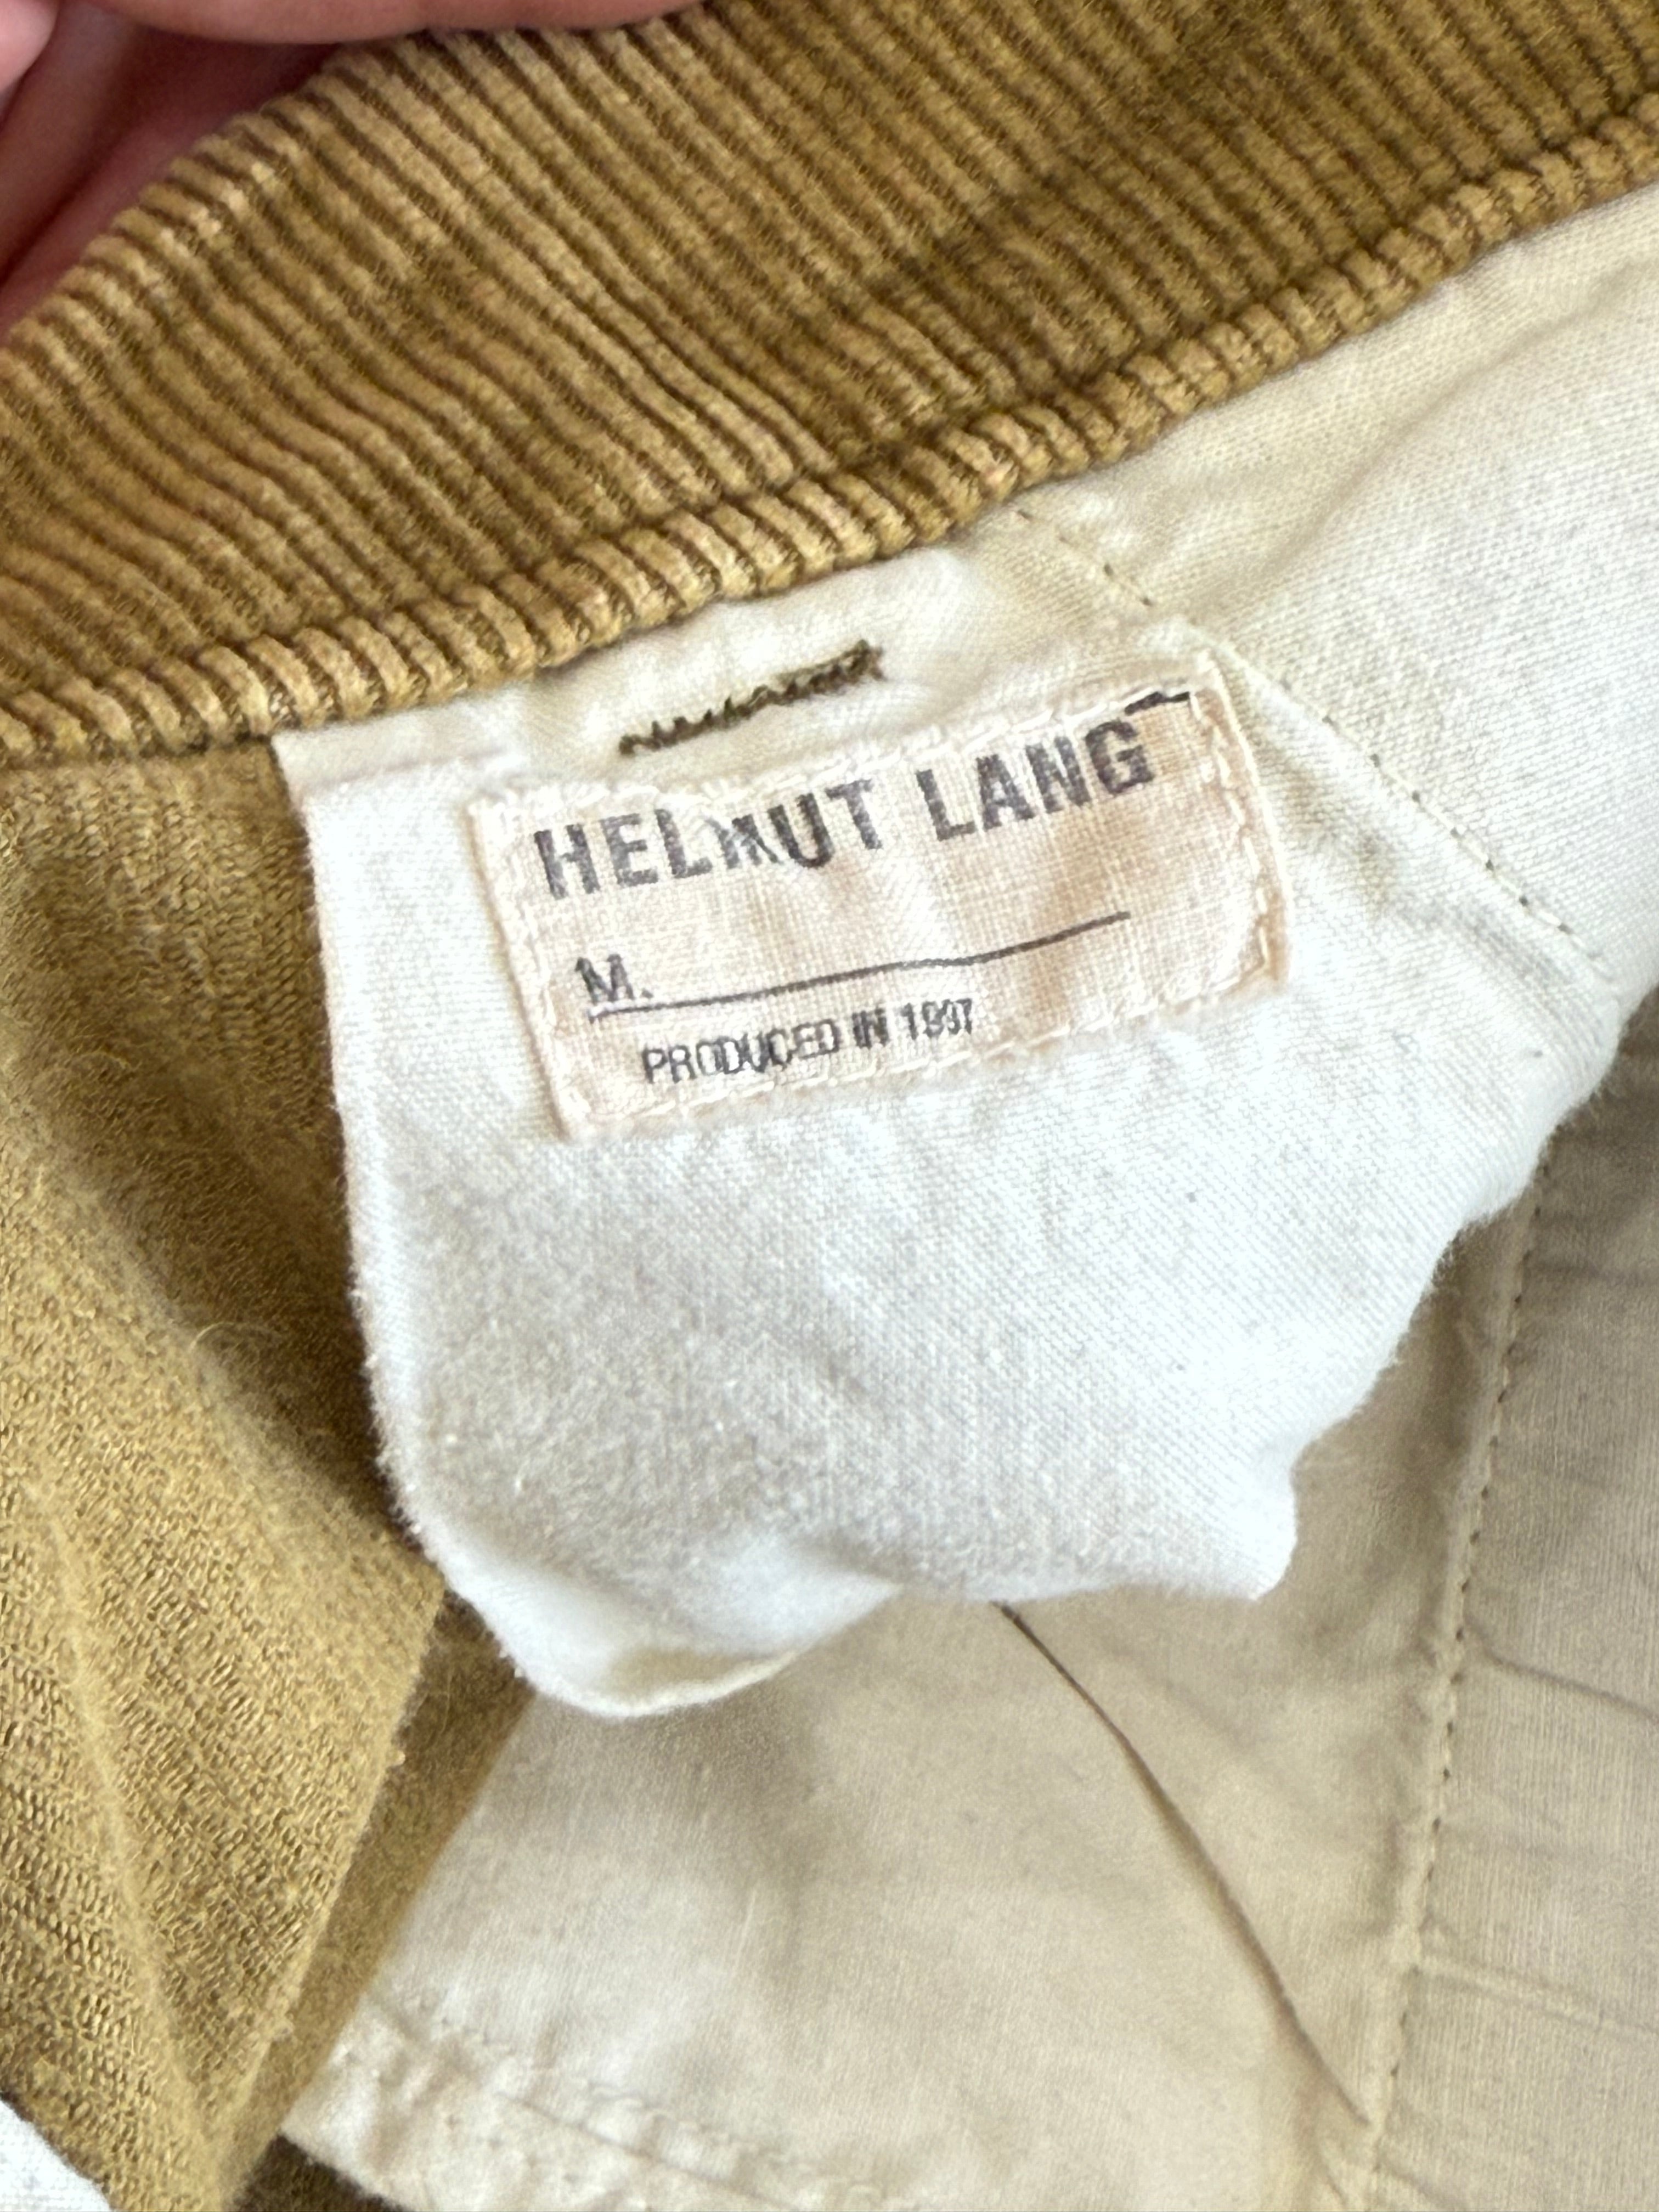 HELMUT LANG
M.
PRODUCED IN 1997